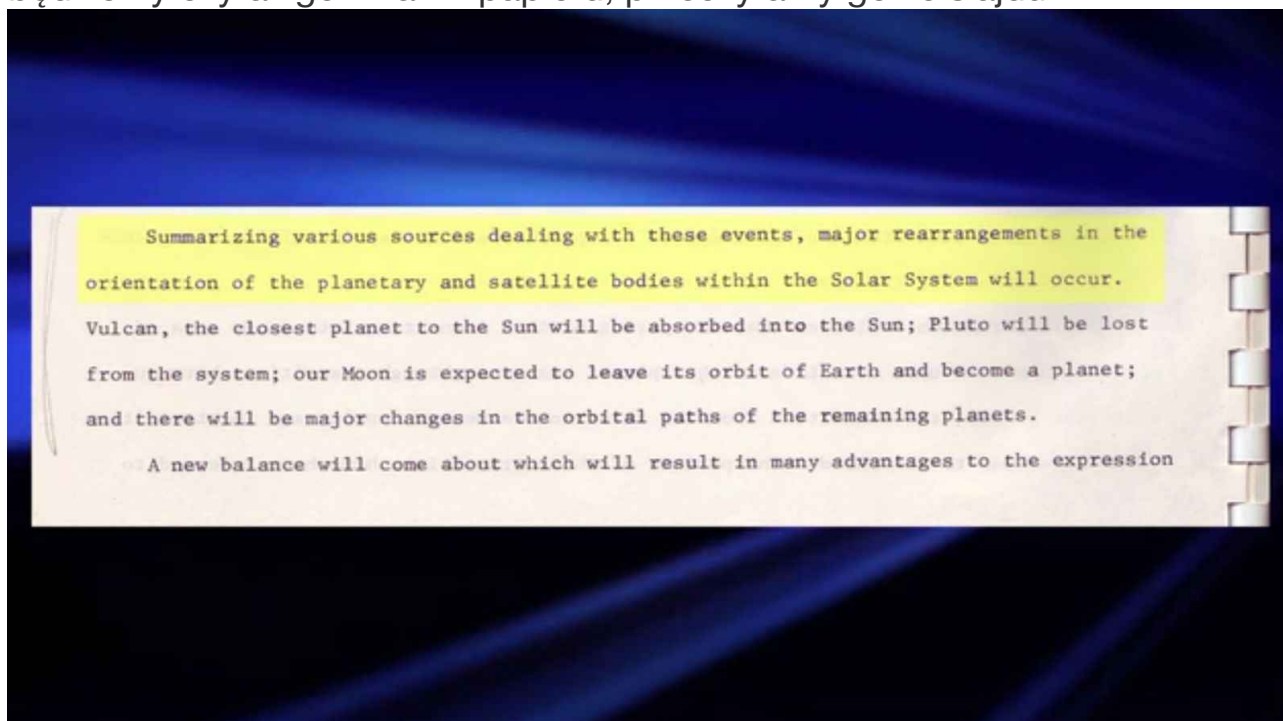 Summarizing various sources dealing with these events, major rearrangements in the
orientation of the planetary and satellite bodies within the Solar System will occur.
Vulcan, the closest planet to the Sun will be absorbed into the Sun; Pluto will be lost
from the system; our Moon is expected to leave its orbit of Earth and become a planet;
and there will be major changes in the orbital paths of the remaining planets.
A new balance will come about which will result in many advantages to the expression